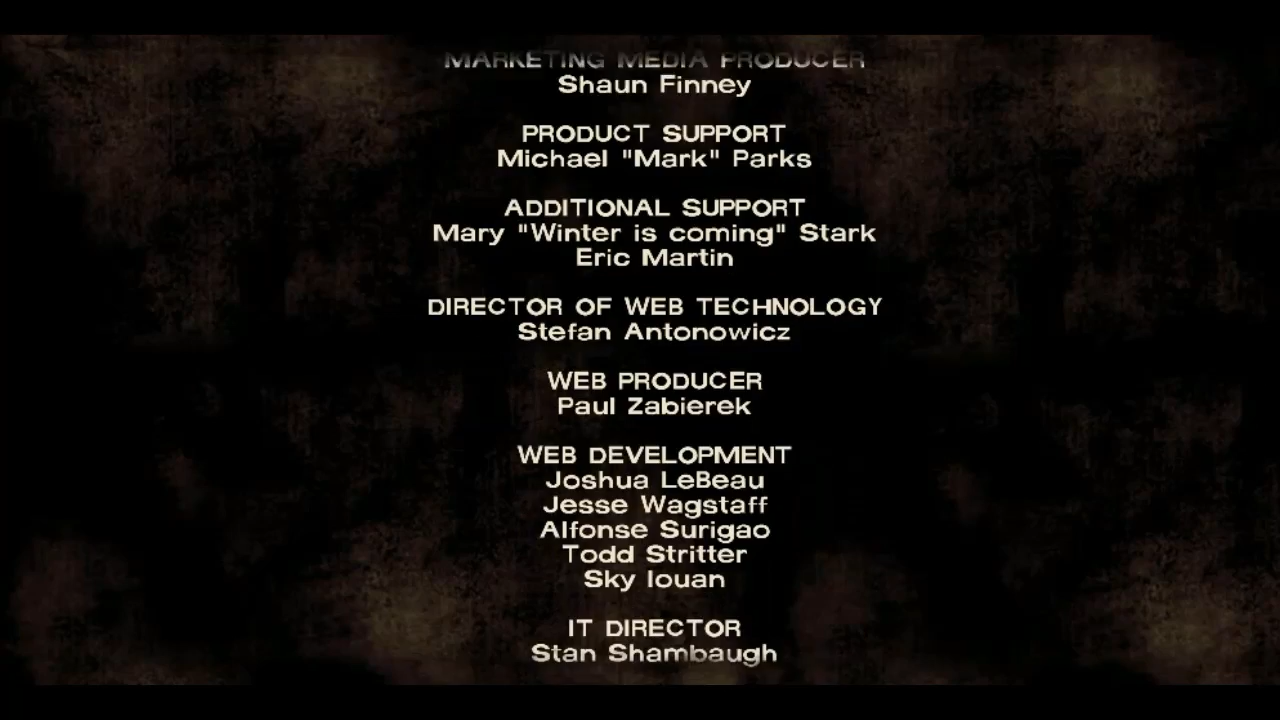 MARKETING MEDIA PRODUCER
Shaun Finney
PRODUCT SUPPORT
Michael "Mark" Parks
ADDITIONAL SUPPORT
Mary "Winter is coming" Stark
Eric Martin
DIRECTOR OF WEB TECHNOLOGY
Stefan Antonowicz
WEB PRODUCER
Paul Zabierek
WEB DEVELOPMENT
Joshua LeBeau
Jesse Wagstaff
Alfonse Surigao
Todd Stritter
Sky Iouan
IT DIRECTOR
Stan Shambaugh